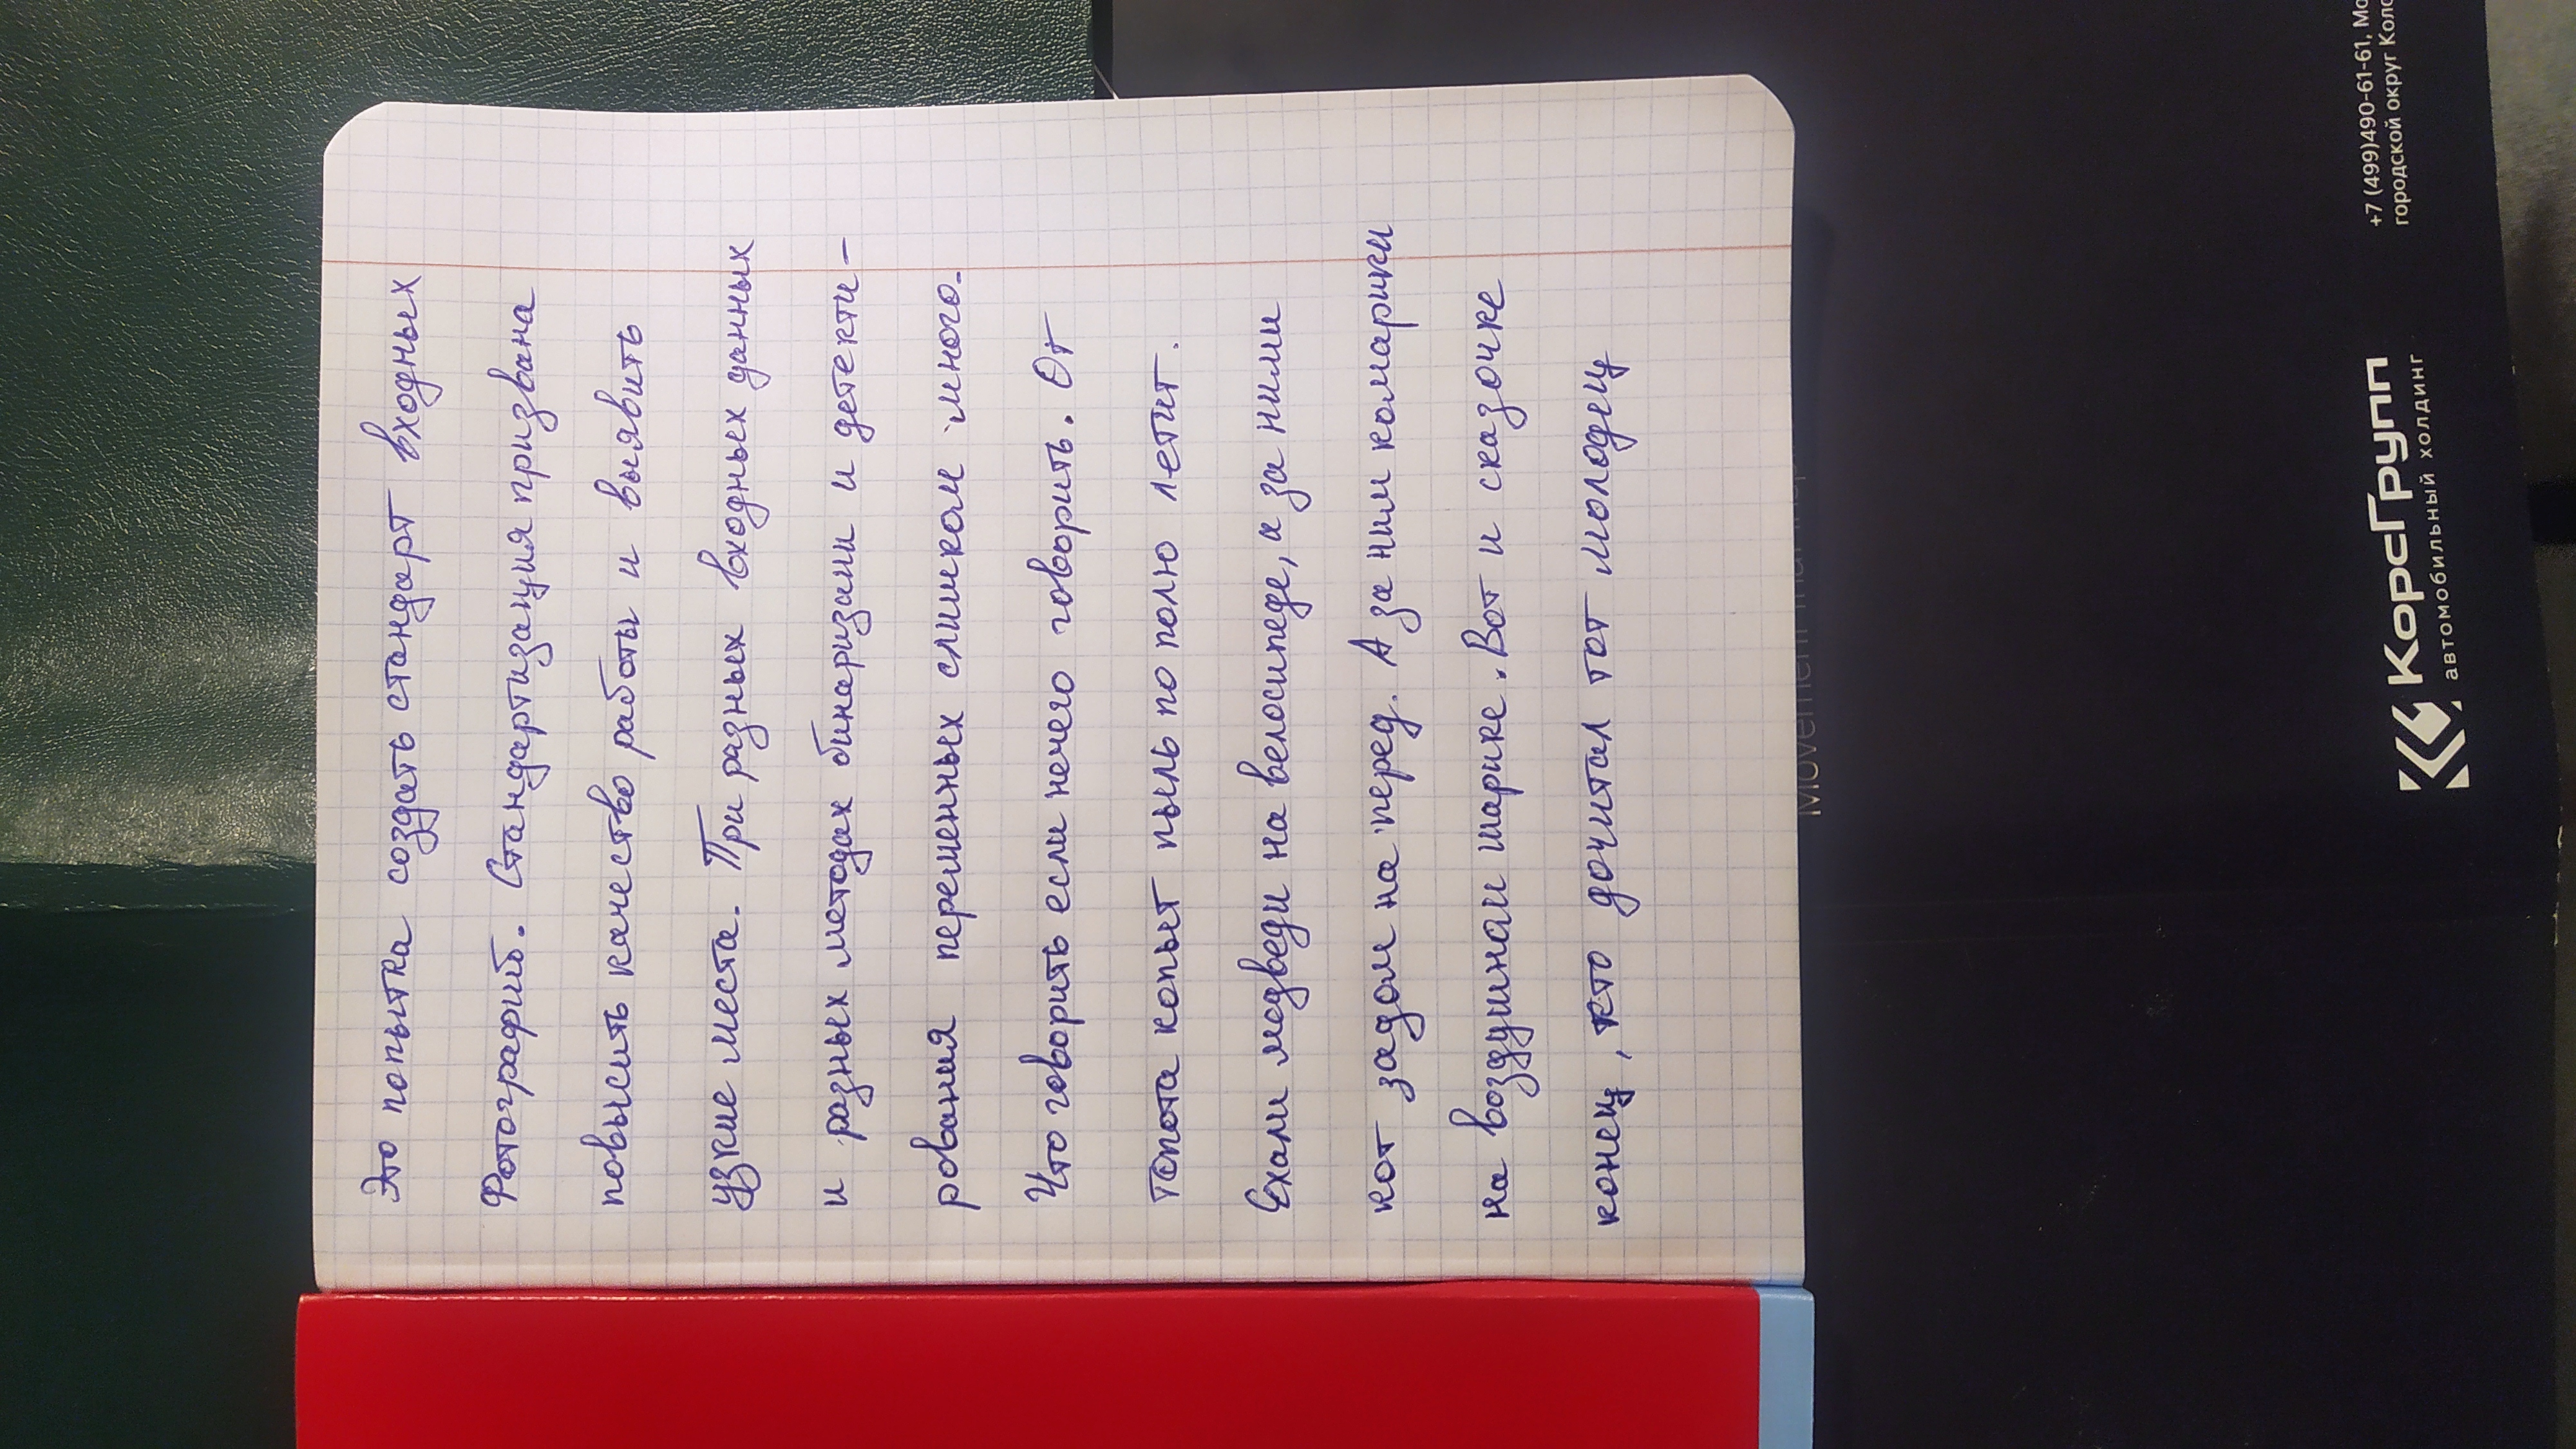 Это попытка создать стандарт входных
Фотографий. Стандартизация призвана
повысить качество работы и выявить
узкие места. При разных входных данных
и разных методах бинаризаии и детекти-
рования переменных слишком много.
Что говорить если нечего говорить. От
топота копыт пыль по полю летит.
Ехали медведи на велосипеде, а за ними
кот задом на перед. А за ним комарики
на воздушном шарике. Вот и сказочке
конец, кто дочитал тот молодец
Movement that insp
КорсГрупп
автомобильный холдинг
+7 (499)490-61-61, Мо
городской округ Коло